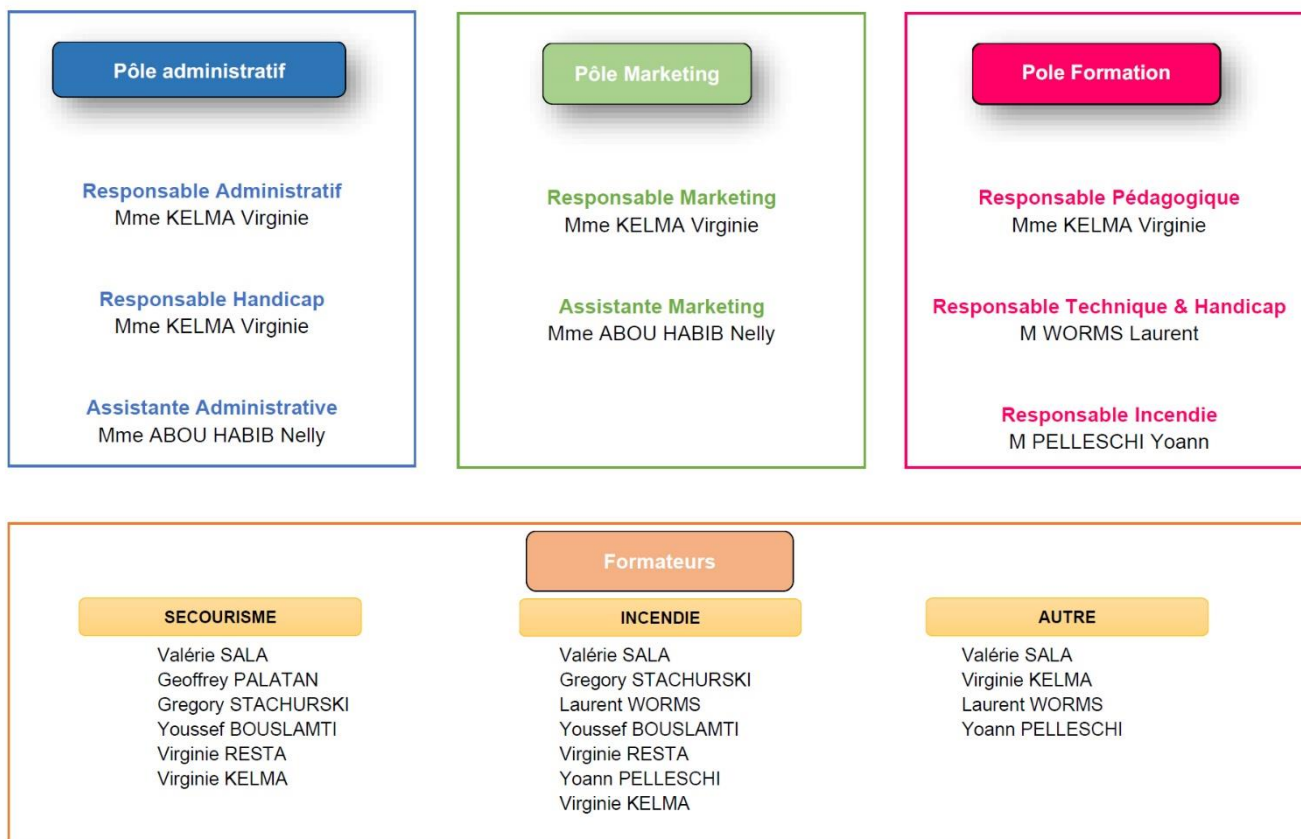 Pôle administratif
Responsable Administratif
Mme KELMA Virginie
Responsable Handicap
Mme KELMA Virginie
Assistante Administrative
Mme ABOU HABIB Nelly
Pôle Marketing
Responsable Marketing
Mme KELMA Virginie
Assistante Marketing
Mme ABOU HABIB Nelly
Pole Formation
Responsable Pédagogique
Mme KELMA Virginie
Responsable Technique & Handicap
M WORMS Laurent
Responsable Incendie
M PELLESCHI Yoann
Formateurs
SECOURISME
Valérie SALA
Geoffrey PALATAN
Gregory STACHURSKI
Youssef BOUSLAMTI
Virginie RESTA
Virginie KELMA
INCENDIE
Valérie SALA
Gregory STACHURSKI
Laurent WORMS
Youssef BOUSLAMTI
Virginie RESTA
Yoann PELLESCHI
Virginie KELMA
AUTRE
Valérie SALA
Virginie KELMA
Laurent WORMS
Yoann PELLESCHI